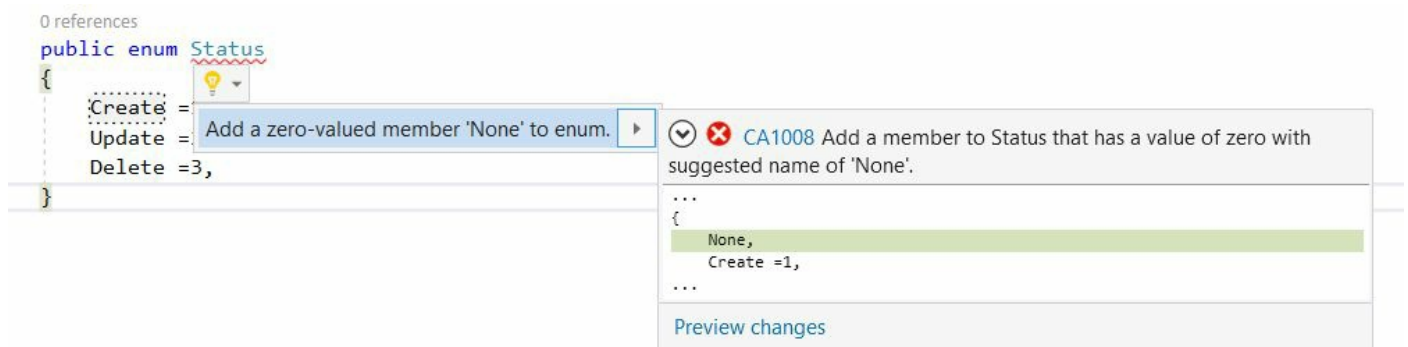 0 references
public enum Status
{
Create =
Add a zero-valued member 'None' to enum.
Update =
Delete =3,
}
CA1008 Add a member to Status that has a value of zero with
suggested name of 'None'.
...
{
None,
Create =1,
...
Preview changes